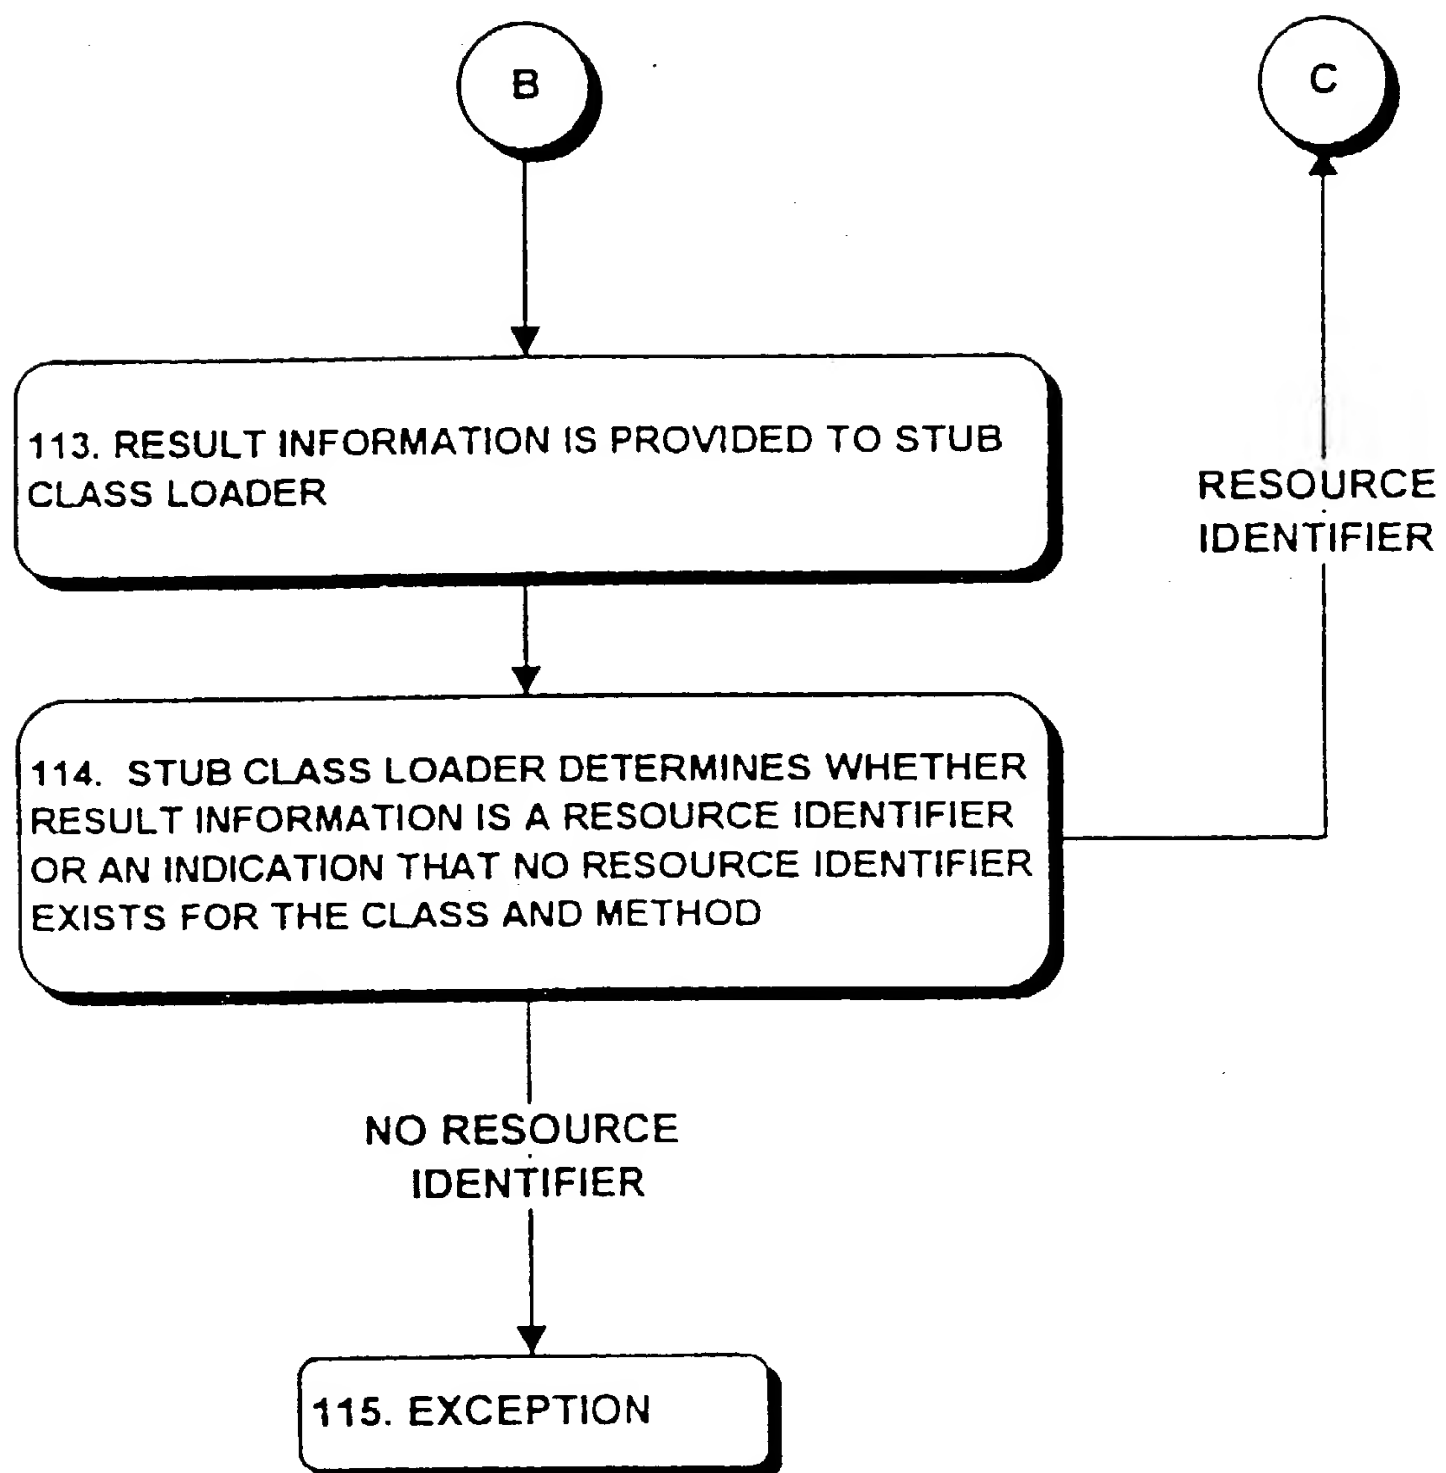 B
C
113. RESULT INFORMATION IS PROVIDED TO STUB
CLASS LOADER
RESOURCE
IDENTIFIER
114. STUB CLASS LOADER DETERMINES WHETHER
RESULT INFORMATION IS A RESOURCE IDENTIFIER
OR AN INDICATION THAT NO RESOURCE IDENTIFIER
EXISTS FOR THE CLASS AND METHOD
NO RESOURCE
IDENTIFIER
115. EXCEPTION